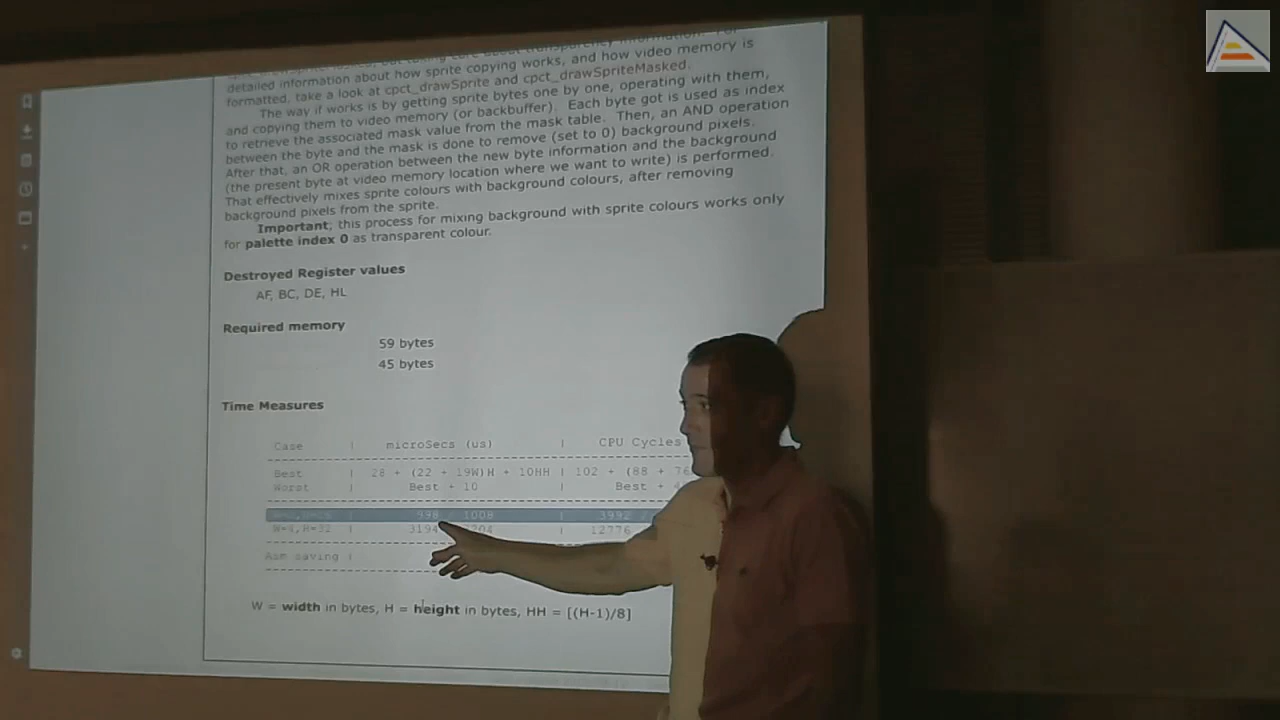 detailed information about how sprite copying works, and how video memory is
formatted, take a look at cpct_drawSprite and cpct_drawSpriteMasked.
The way it works is by getting sprite bytes one by one, operating with them,
and copying them to video memory (or backbuffer). Each byte got is used as index
to retrieve the associated mask value from the mask table. Then, an AND operation
between the byte and the mask is done to remove (set to 0) background pixels.
After that, an OR operation between the new byte information and the background
(the present byte at video memory location where we want to write) is performed.
That effectively mixes sprite colours with background colours, after removing
background pixels from the sprite.
Important; this process for mixing background with sprite colours works only
for palette index 0 as transparent colour.
Destroyed Register values
AF, BC, DE, HL
Required memory
59 bytes
45 bytes
Time Measures
Case | microSecs (us) | CPU Cycles
Best | 28 + (22 + 19W)H + 10HH | 102 + (88 + 76
Worst | Best + 10 | Best +
998 1008 | 3992
W=4,H=32 | 3194 | 12776
Asm saving |
W = width in bytes, H = height in bytes, HH = [(H-1)/8]